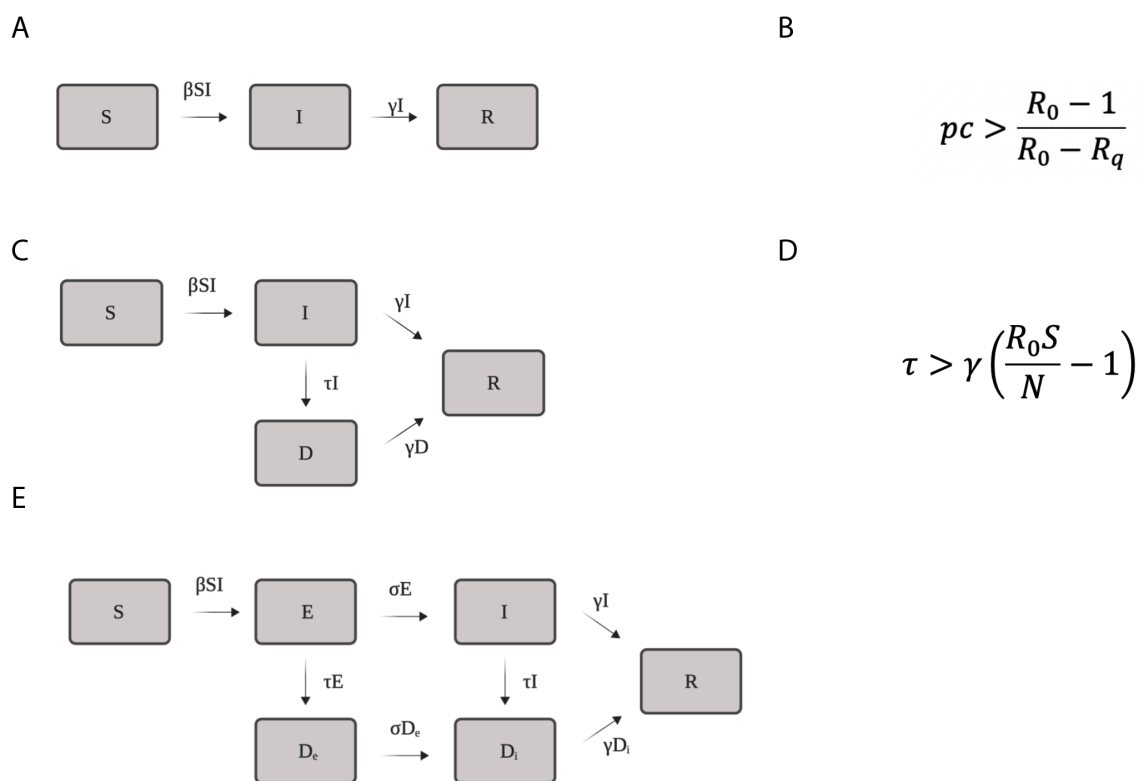 A
B
βSI
γI
S
I
R
pc > (R₀ − 1) / (R₀ − R_q)
C
D
βSI
γI
S
I
R
τI
D
γD
τ > γ (R₀S / N − 1)
E
βSI
σE
γI
S
E
I
R
τE
τI
σDₑ
Dₑ
Dᵢ
γDᵢ